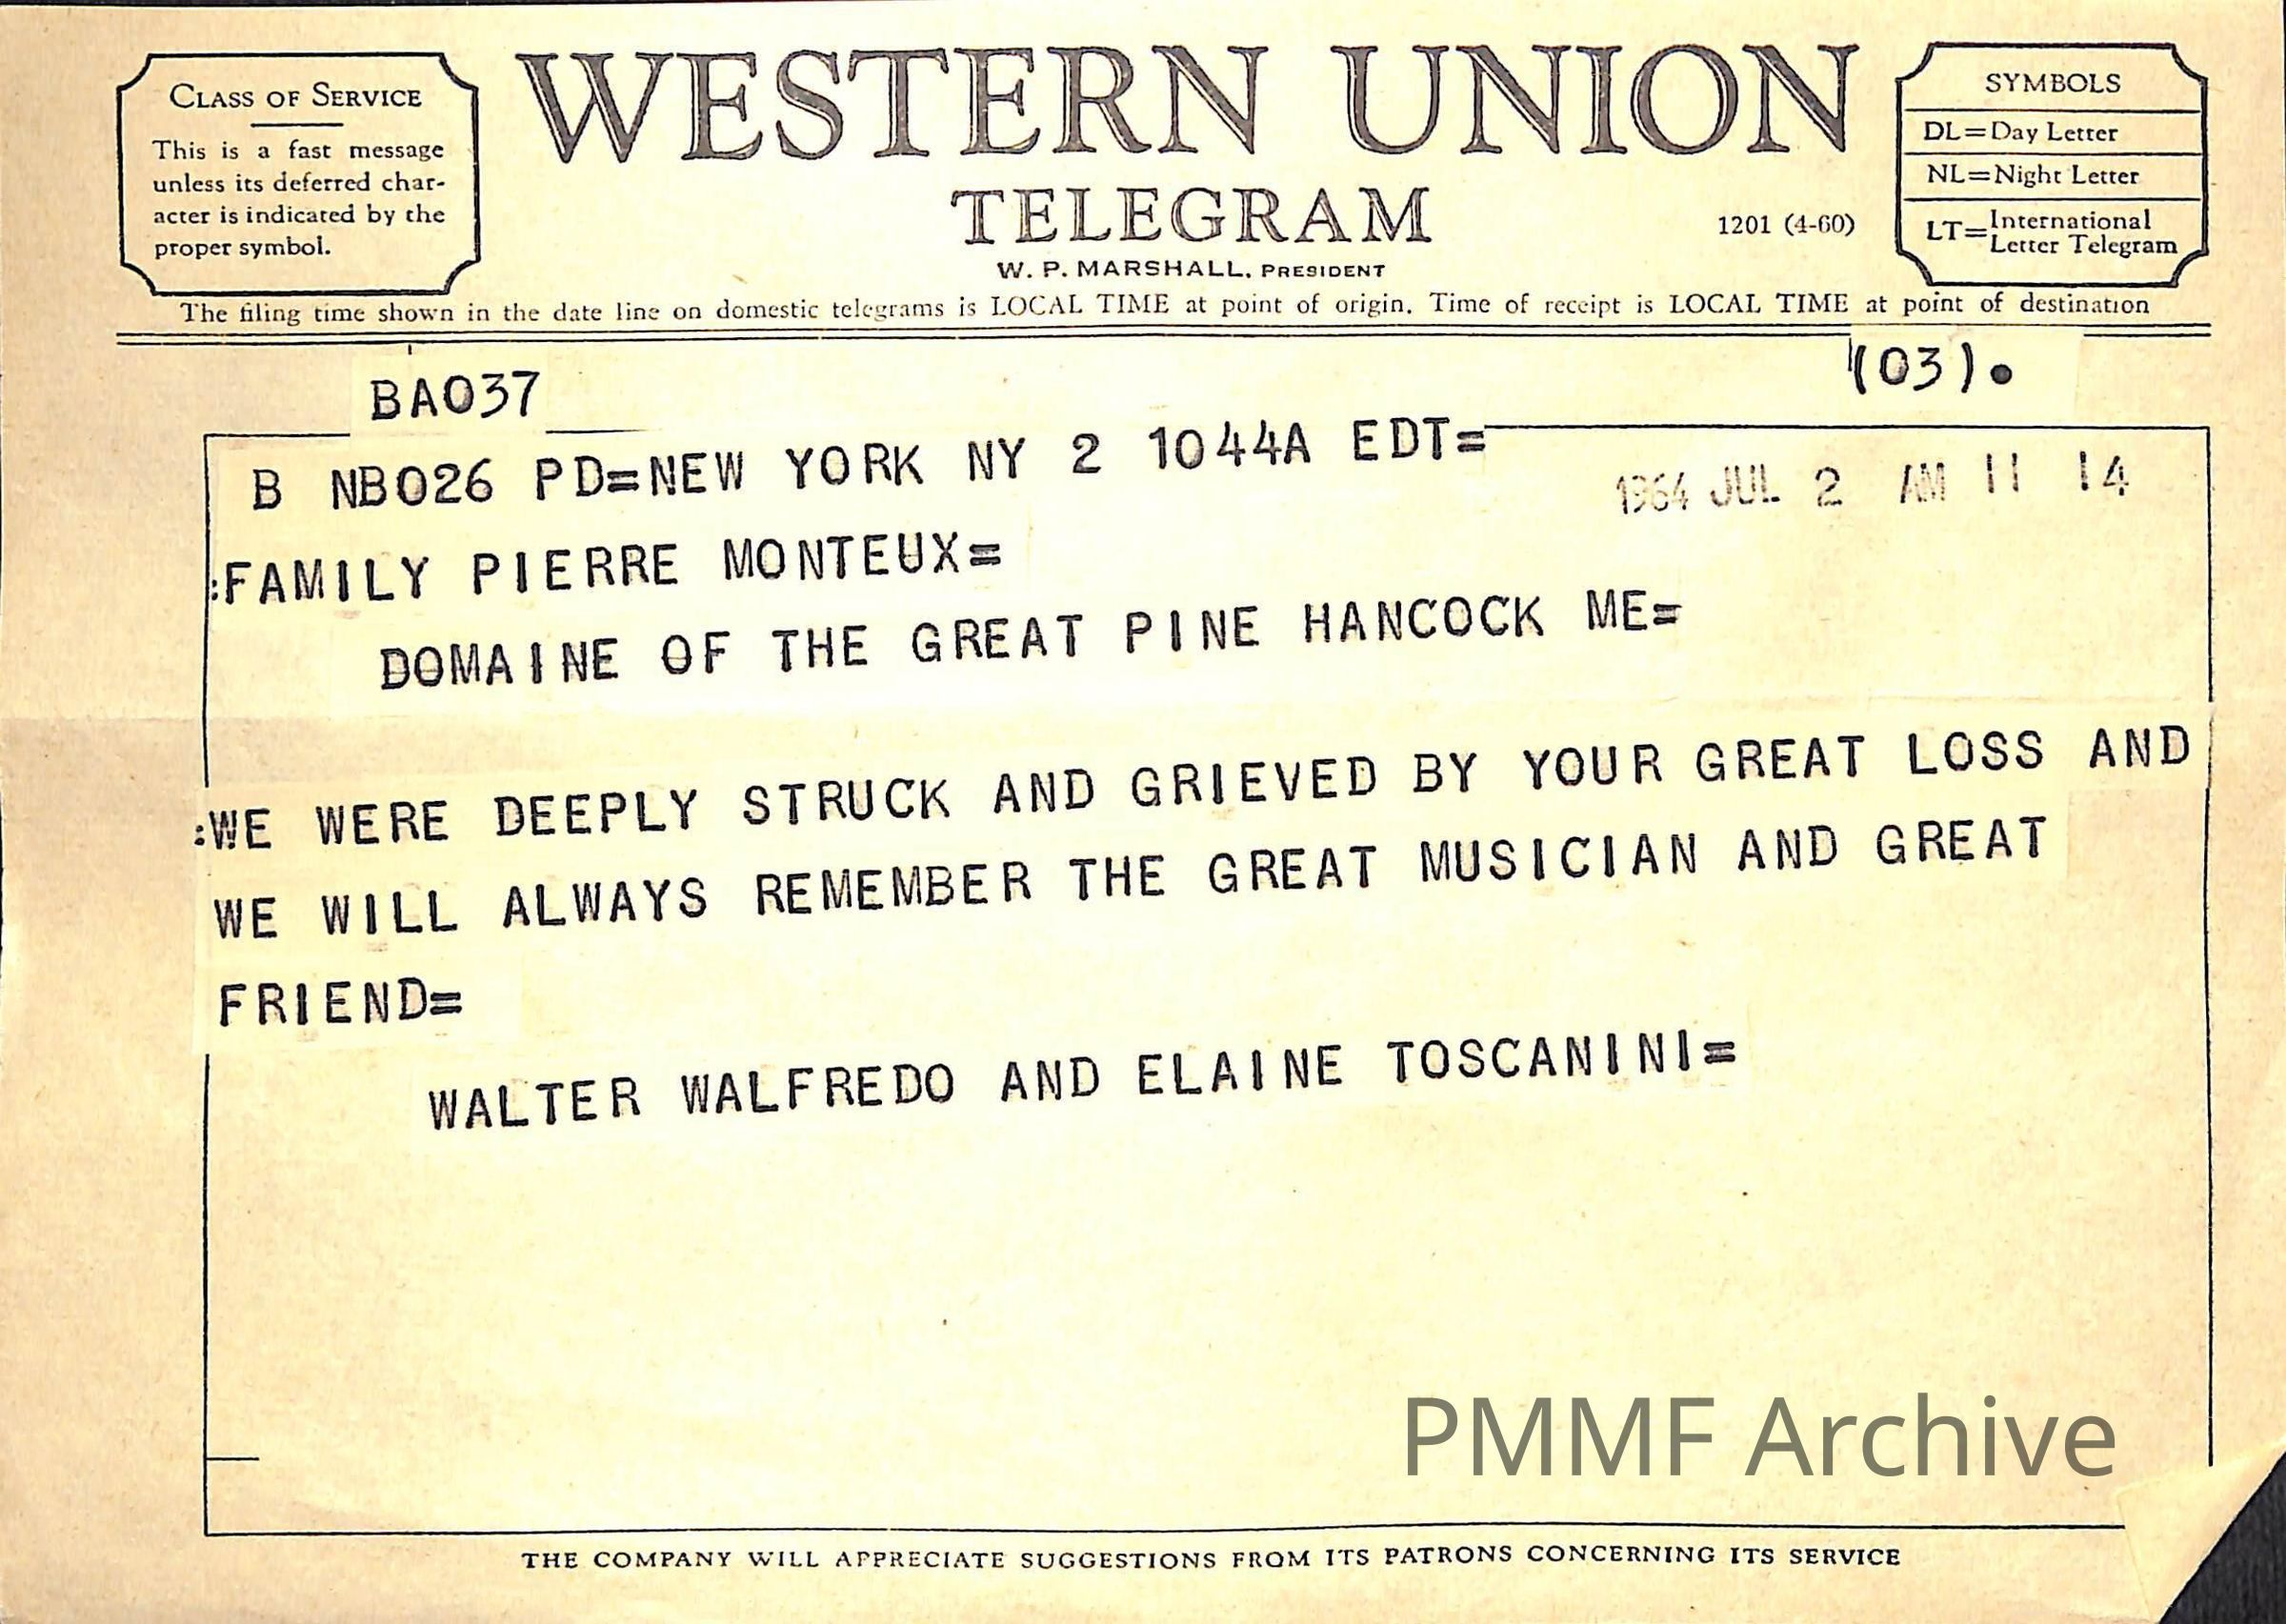 CLASS OF SERVICE
This is a fast message
unless its deferred char-
acter is indicated by the
proper symbol.
WESTERN UNION
TELEGRAM
W. P. MARSHALL, PRESIDENT
1201 (4-60)
SYMBOLS
DL=Day Letter
NL=Night Letter
LT=International
Letter Telegram
The filing time shown in the date line on domestic telegrams is LOCAL TIME at point of origin. Time of receipt is LOCAL TIME at point of destination
BA037
(03).
B NB026 PD=NEW YORK NY 2 1044A EDT=
1964 JUL 2 AM 11 14
:FAMILY PIERRE MONTEUX=
DOMAINE OF THE GREAT PINE HANCOCK ME=
:WE WERE DEEPLY STRUCK AND GRIEVED BY YOUR GREAT LOSS AND
WE WILL ALWAYS REMEMBER THE GREAT MUSICIAN AND GREAT
FRIEND=
WALTER WALFREDO AND ELAINE TOSCANINI=
PMMF Archive
THE COMPANY WILL APPRECIATE SUGGESTIONS FROM ITS PATRONS CONCERNING ITS SERVICE